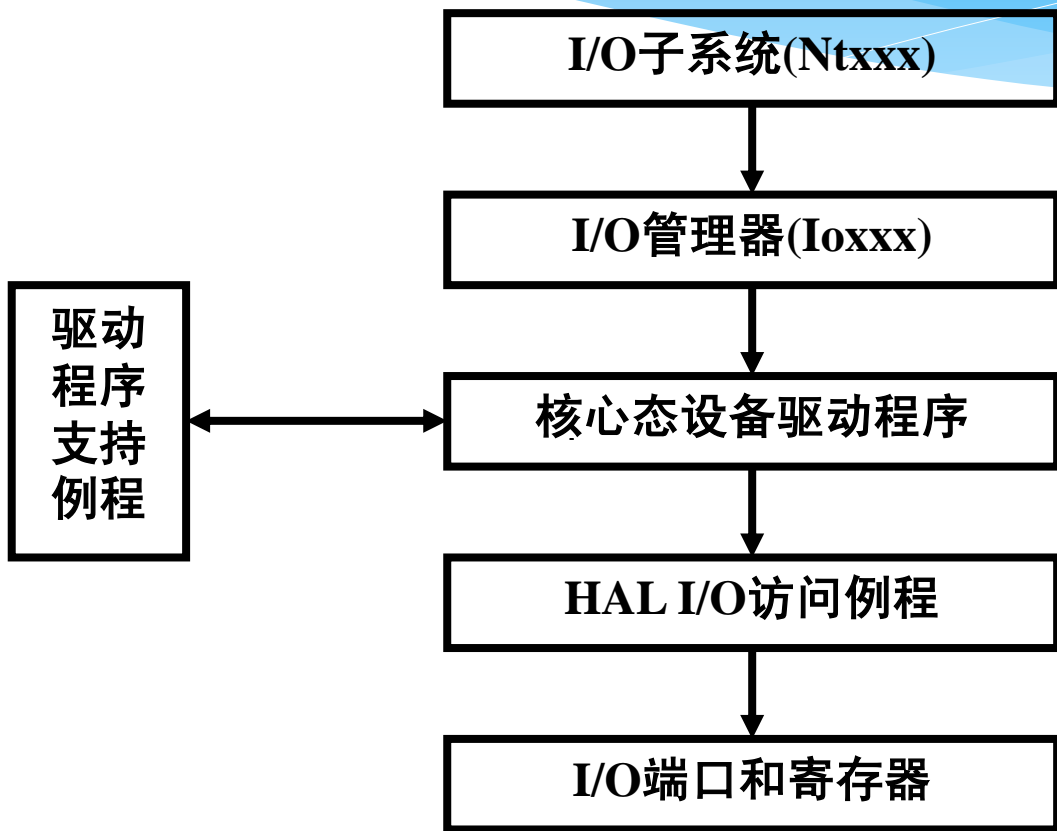 I/O子系统(Ntxxx)
I/O管理器(Ioxxx)
驱动
程序
支持
例程
核心态设备驱动程序
HAL I/O访问例程
I/O端口和寄存器